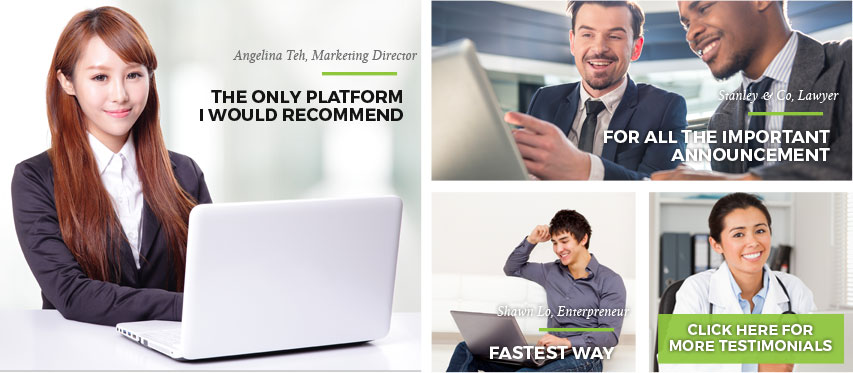 Angelina Teh, Marketing Director
THE ONLY PLATFORM
I WOULD RECOMMEND
Stanley & Co, Lawyer
FOR ALL THE IMPORTANT
ANNOUNCEMENT
Shawn Lo, Enterpreneur
FASTEST WAY
CLICK HERE FOR
MORE TESTIMONIALS